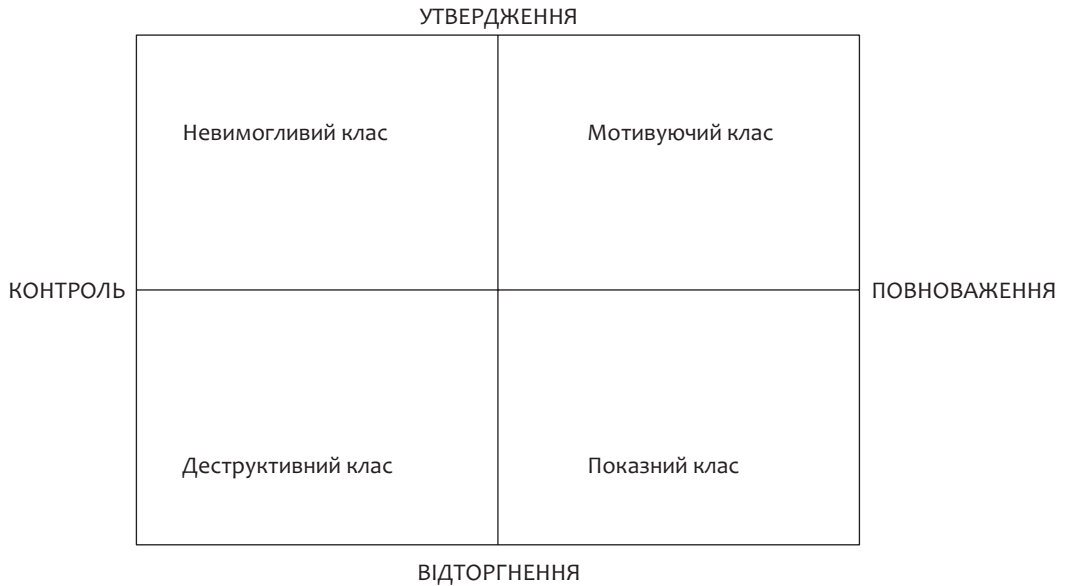 УТВЕРДЖЕННЯ
Невимогливий клас
Мотивуючий клас
КОНТРОЛЬ
ПОВНОВАЖЕННЯ
Деструктивний клас
Показний клас
ВІДТОРГНЕННЯ